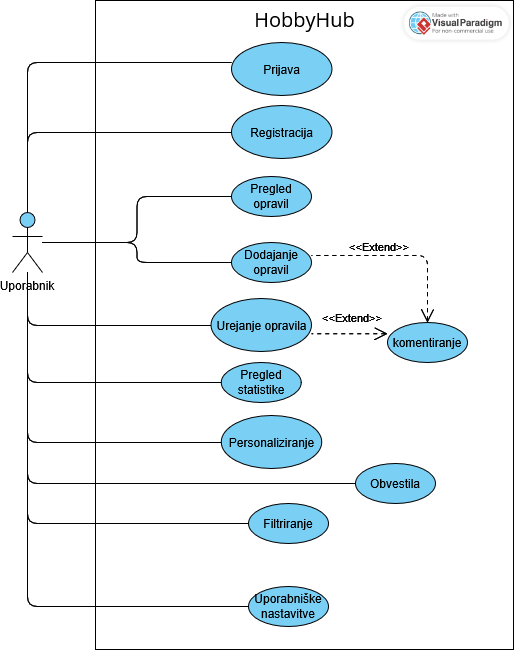 HobbyHub
Made with
Visual Paradigm
For non-commercial use
Prijava
Registracija
Pregled
opravil
Dodajanje
opravil
<<Extend>>
Uporabnik
Urejanje opravila
<<Extend>>
komentiranje
Pregled
statistike
Personaliziranje
Obvestila
Filtriranje
Uporabniške
nastavitve